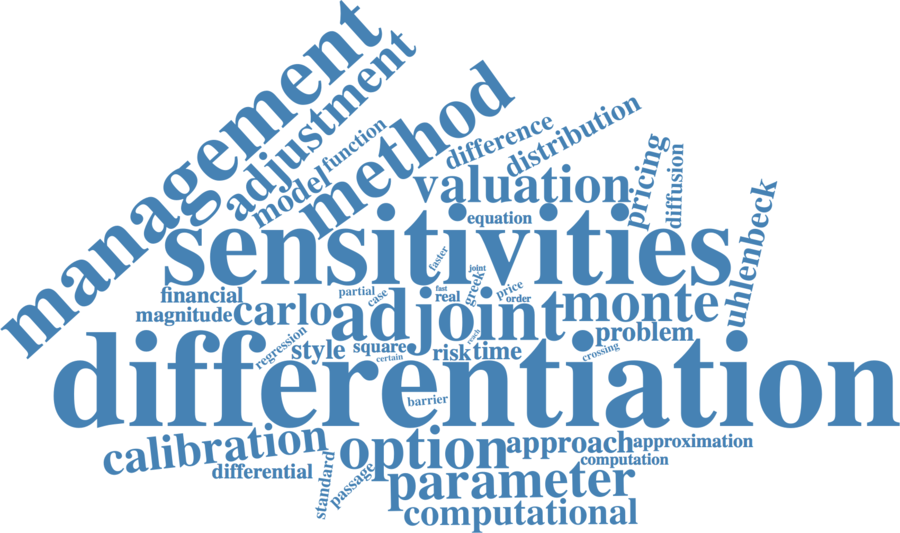 management
adjustment
method
model
function
difference
distribution
valuation
pricing
diffusion
equation
sensitivities
uhlenbeck
faster
joint
greek
financial
partial
case
fast
real
price
order
magnitude
carlo
adjoint
monte
problem
regression
style
square
certain
reach
risk
time
crossing
differentiation
barrier
calibration
option
approach
approximation
differential
computation
standard
passage
parameter
computational